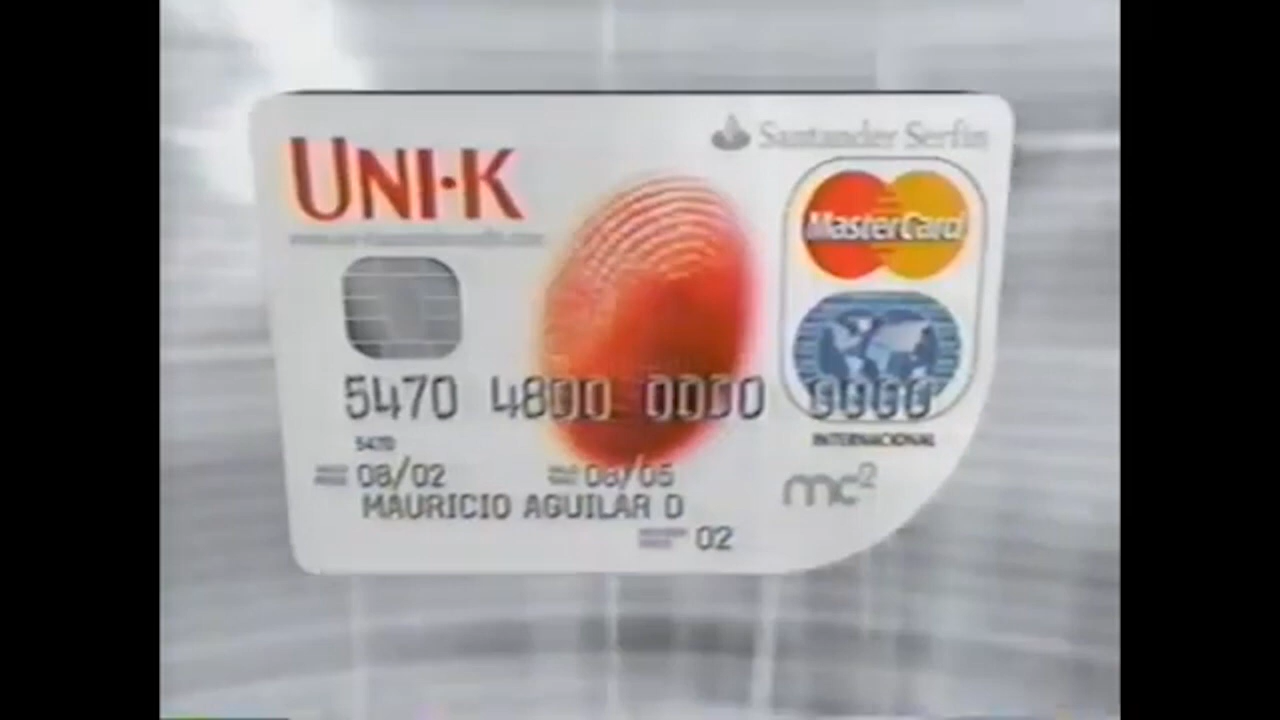 UNI·K
Santander Serfin
MasterCard
5470 4800 0000 0000
5470
INTERNACIONAL
08/02 08/05
mc²
MAURICIO AGUILAR D
02